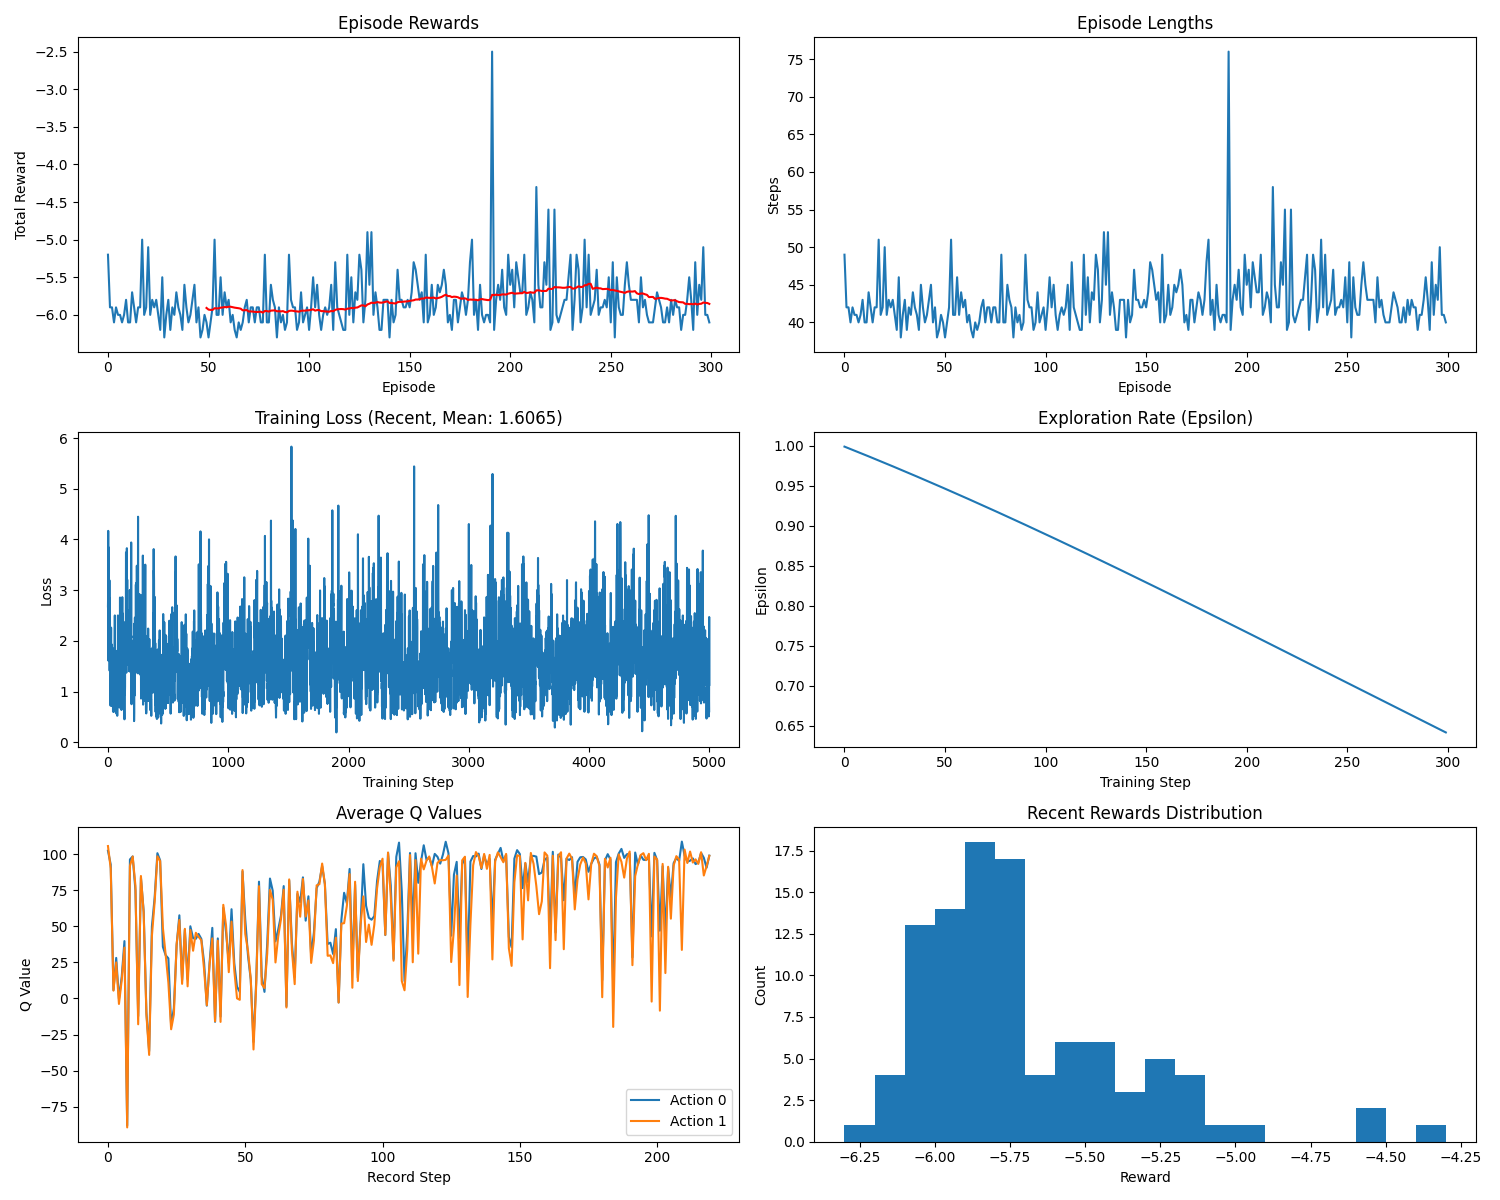 Episode Rewards
Total Reward
−2.5
−3.0
−3.5
−4.0
−4.5
−5.0
−5.5
−6.0
0 50 100 150 200 250 300
Episode
Episode Lengths
Steps
75
70
65
60
55
50
45
40
0 50 100 150 200 250 300
Episode
Training Loss (Recent, Mean: 1.6065)
Loss
6
5
4
3
2
1
0
0 1000 2000 3000 4000 5000
Training Step
Exploration Rate (Epsilon)
Epsilon
1.00
0.95
0.90
0.85
0.80
0.75
0.70
0.65
0 50 100 150 200 250 300
Training Step
Average Q Values
Q Value
100
75
50
25
0
−25
−50
−75
Action 0
Action 1
0 50 100 150 200
Record Step
Recent Rewards Distribution
Count
17.5
15.0
12.5
10.0
7.5
5.0
2.5
0.0
−6.25 −6.00 −5.75 −5.50 −5.25 −5.00 −4.75 −4.50 −4.25
Reward